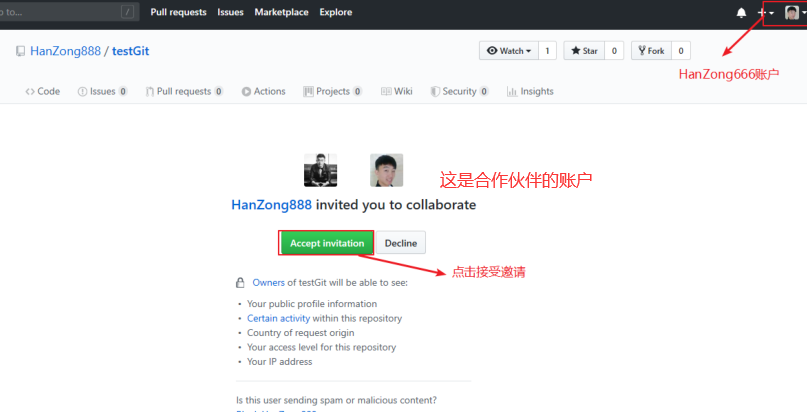 to...
/
Pull requests Issues Marketplace Explore
HanZong888 / testGit
Watch 1 Star 0 Fork 0
HanZong666账户
Code Issues 0 Pull requests 0 Actions Projects 0 Wiki Security 0 Insights
这是合作伙伴的账户
HanZong888 invited you to collaborate
Accept invitation Decline
点击接受邀请
Owners of testGit will be able to see:
• Your public profile information
• Certain activity within this repository
• Country of request origin
• Your access level for this repository
• Your IP address
Is this user sending spam or malicious content?